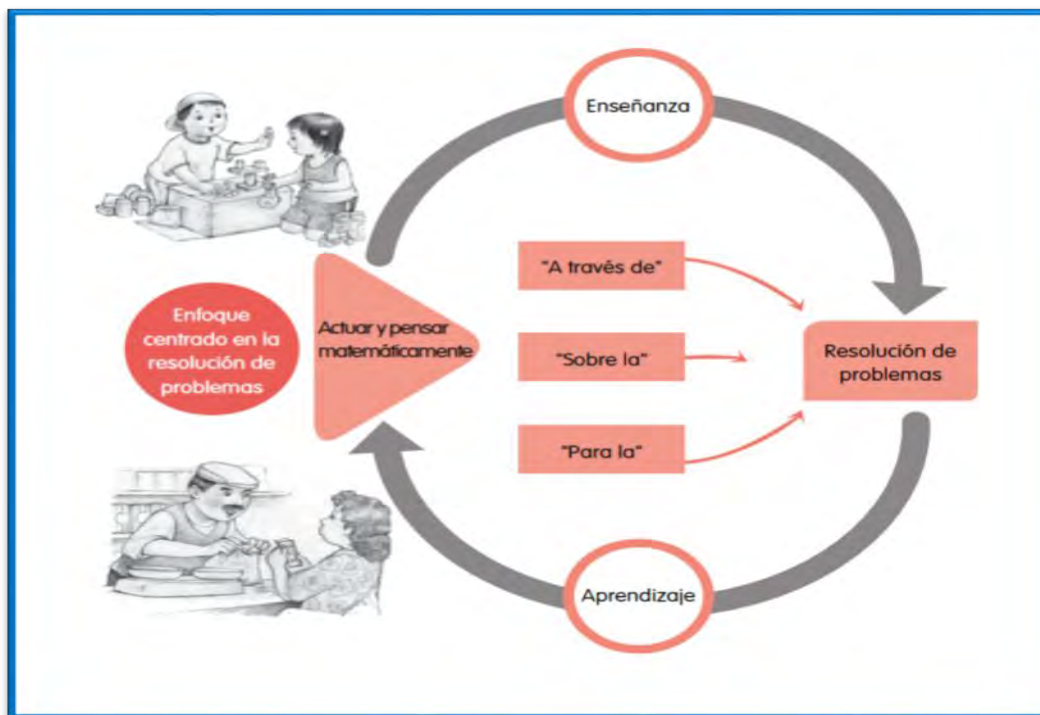 Enseñanza
"A través de"
Enfoque
centrado en la
resolución de
problemas
Actuar y pensar
matemáticamente
"Sobre la"
Resolución de
problemas
"Para la"
Aprendizaje